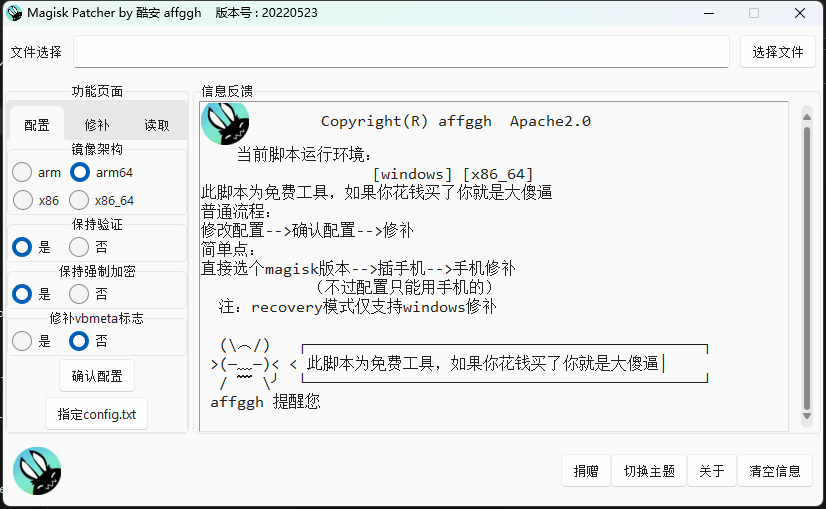 Magisk Patcher by 酷安 affggh    版本号 : 20220523
文件选择
选择文件
功能页面
配置 修补 读取
镜像架构
arm arm64
x86 x86_64
保持验证
是 否
保持强制加密
是 否
修补vbmeta标志
是 否
确认配置
指定config.txt
信息反馈
Copyright(R) affggh  Apache2.0
当前脚本运行环境:
[windows] [x86_64]
此脚本为免费工具，如果你花钱买了你就是大傻逼
普通流程:
修改配置-->确认配置-->修补
简单点:
直接选个magisk版本-->插手机-->手机修补
（不过配置只能用手机的）
注: recovery模式仅支持windows修补
此脚本为免费工具，如果你花钱买了你就是大傻逼
affggh 提醒您
捐赠 切换主题 关于 清空信息